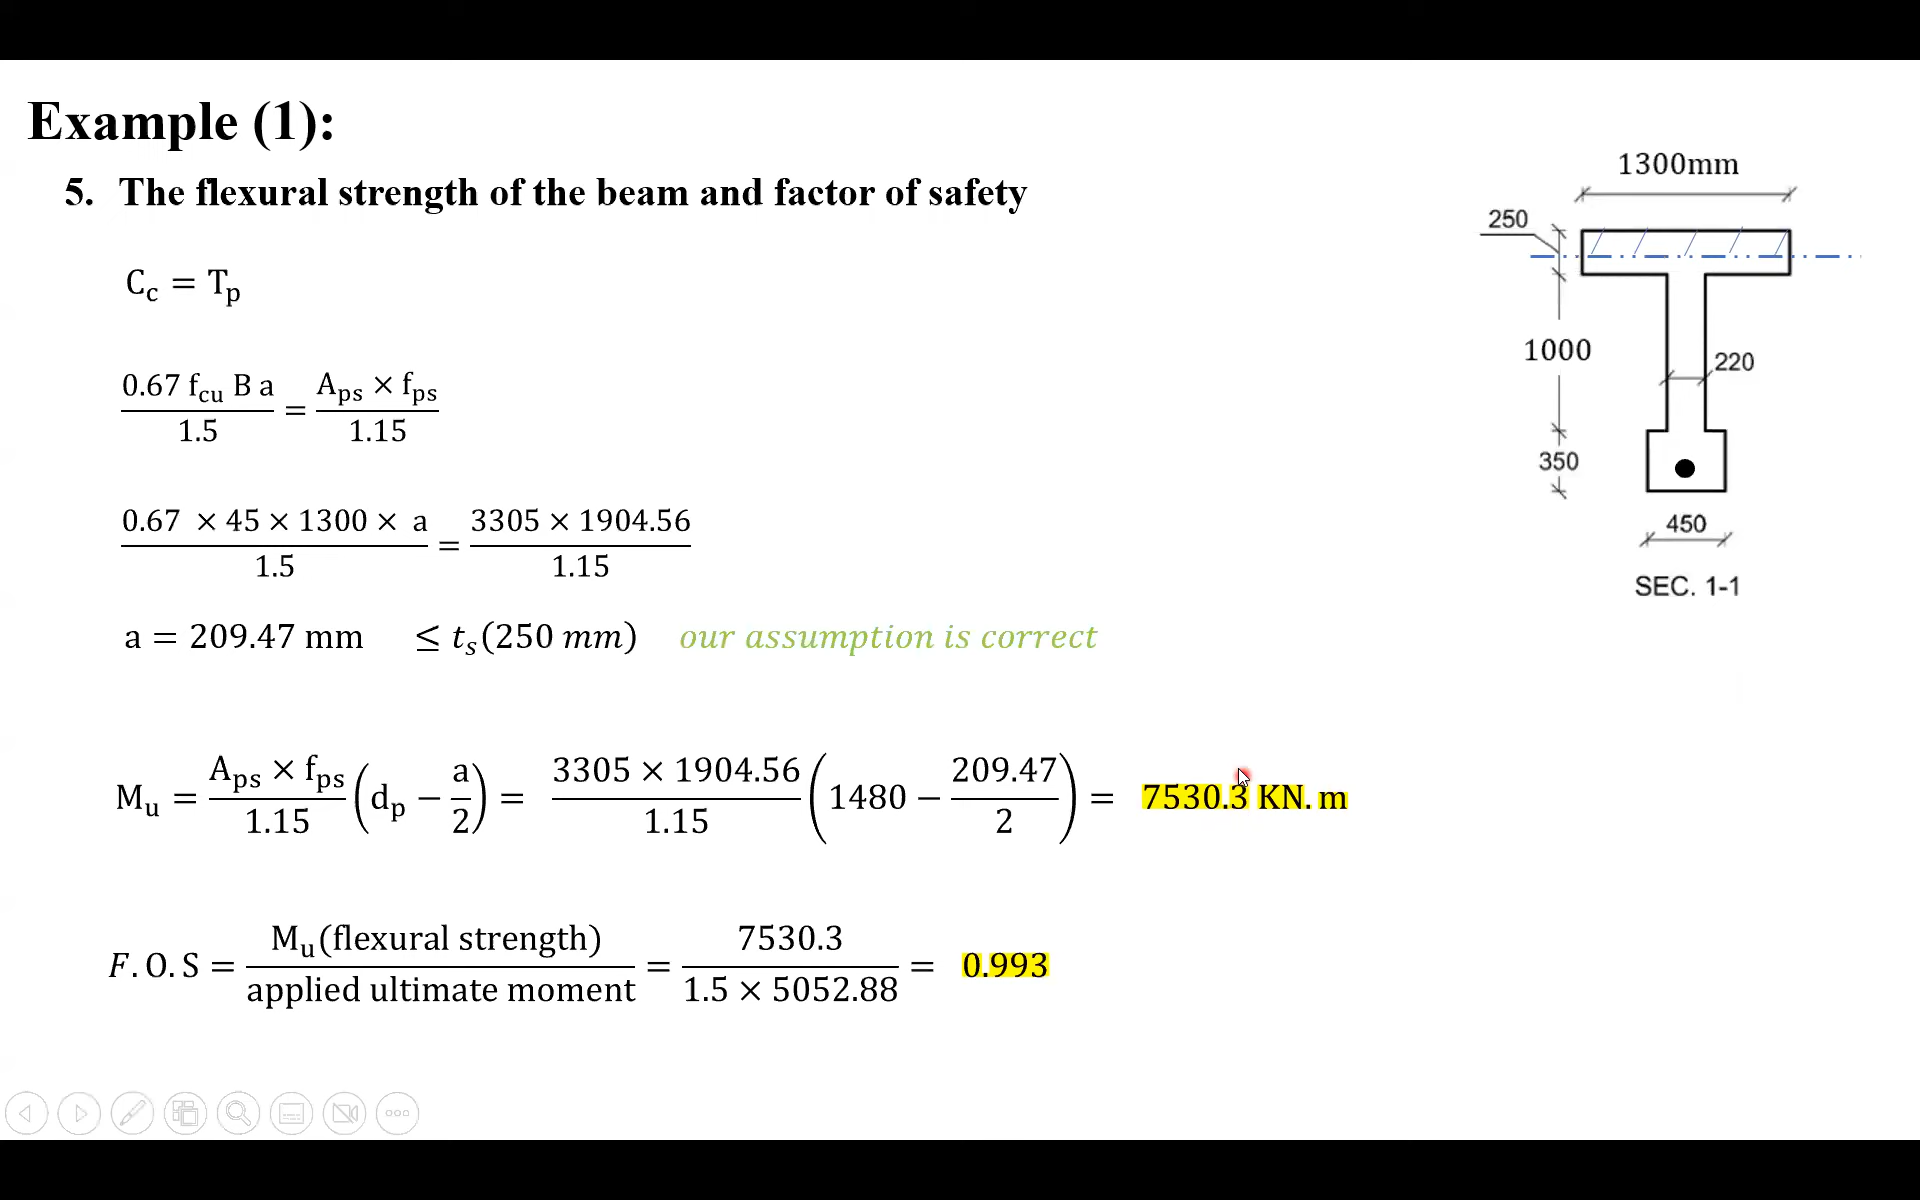 Example (1):
5. The flexural strength of the beam and factor of safety
C_c = T_p
(0.67 f_cu B a)/1.5 = (A_ps × f_ps)/1.15
(0.67 × 45 × 1300 × a)/1.5 = (3305 × 1904.56)/1.15
a = 209.47 mm ≤ t_s(250 mm) our assumption is correct
M_u = (A_ps × f_ps)/1.15 (d_p − a/2) = (3305 × 1904.56)/1.15 (1480 − 209.47/2) = 7530.3 KN. m
F. O. S = M_u(flexural strength)/applied ultimate moment = 7530.3/(1.5 × 5052.88) = 0.993
1300mm
250
1000
220
350
450
SEC. 1-1